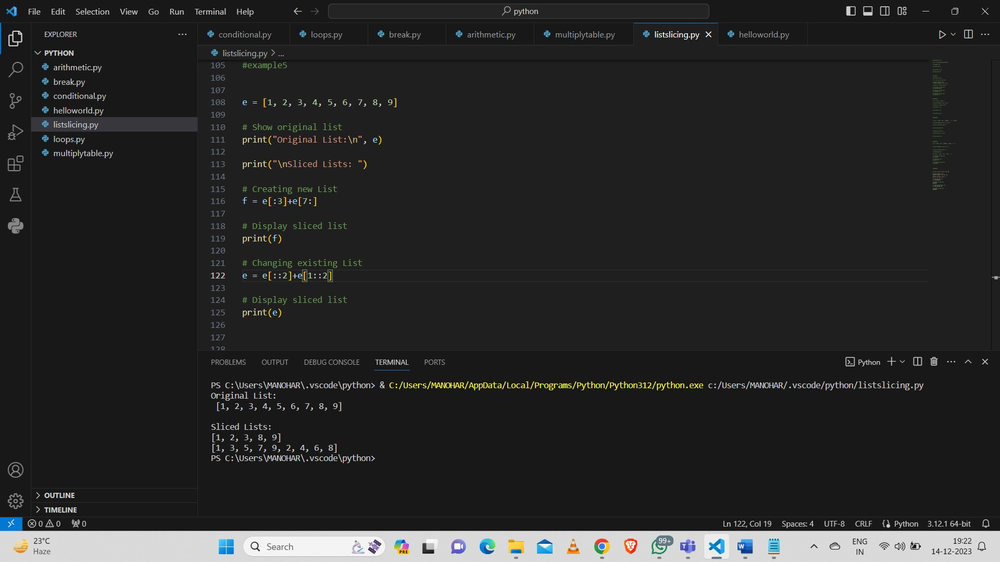 File Edit Selection View Go Run Terminal Help
python
EXPLORER
PYTHON
arithmetic.py
break.py
conditional.py
helloworld.py
listslicing.py
loops.py
multiplytable.py
OUTLINE
TIMELINE
conditional.py loops.py break.py arithmetic.py multiplytable.py listslicing.py helloworld.py
listslicing.py > ...
105 #example5
106
107
108 e = [1, 2, 3, 4, 5, 6, 7, 8, 9]
109
110 # Show original list
111 print("Original List:\n", e)
112
113 print("\nSliced Lists: ")
114
115 # Creating new List
116 f = e[:3]+e[7:]
117
118 # Display sliced list
119 print(f)
120
121 # Changing existing List
122 e = e[::2]+e[1::2]
123
124 # Display sliced list
125 print(e)
126
127
128
PROBLEMS OUTPUT DEBUG CONSOLE TERMINAL PORTS
Python
PS C:\Users\MANOHAR\.vscode\python> & C:/Users/MANOHAR/AppData/Local/Programs/Python/Python312/python.exe c:/Users/MANOHAR/.vscode/python/listslicing.py
Original List:
[1, 2, 3, 4, 5, 6, 7, 8, 9]
Sliced Lists:
[1, 2, 3, 8, 9]
[1, 3, 5, 7, 9, 2, 4, 6, 8]
PS C:\Users\MANOHAR\.vscode\python>
0 0 0
Ln 122, Col 19 Spaces: 4 UTF-8 CRLF Python 3.12.1 64-bit
23°C
Haze
Search
PRE
99+
ENG
IN
19:22
14-12-2023